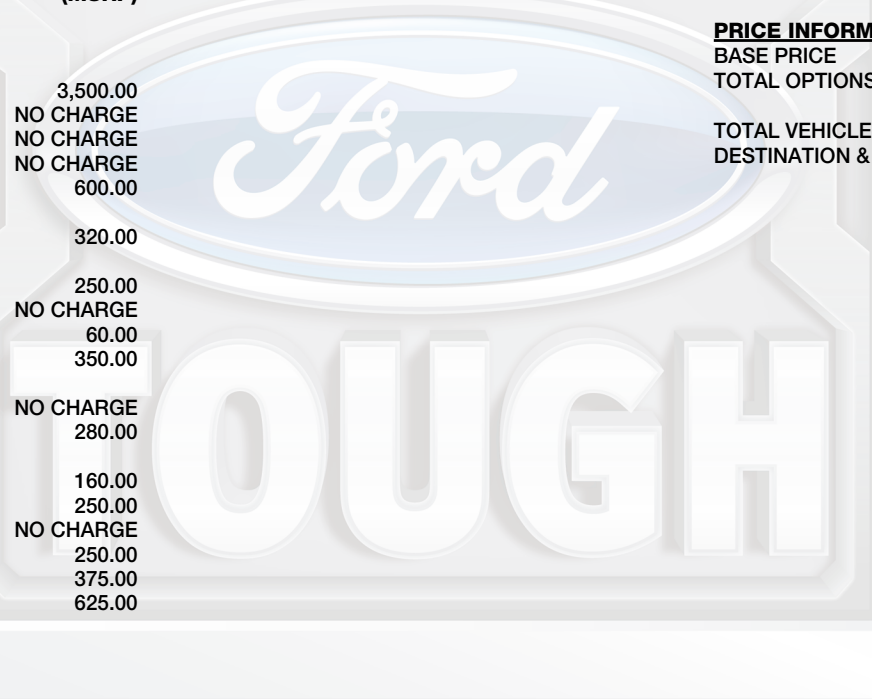 3,500.00
NO CHARGE
NO CHARGE
NO CHARGE
600.00
320.00
250.00
NO CHARGE
60.00
350.00
NO CHARGE
280.00
160.00
250.00
NO CHARGE
250.00
375.00
625.00
PRICE INFORM
BASE PRICE
TOTAL OPTIONS
TOTAL VEHICLE
DESTINATION &
Ford
TOUGH